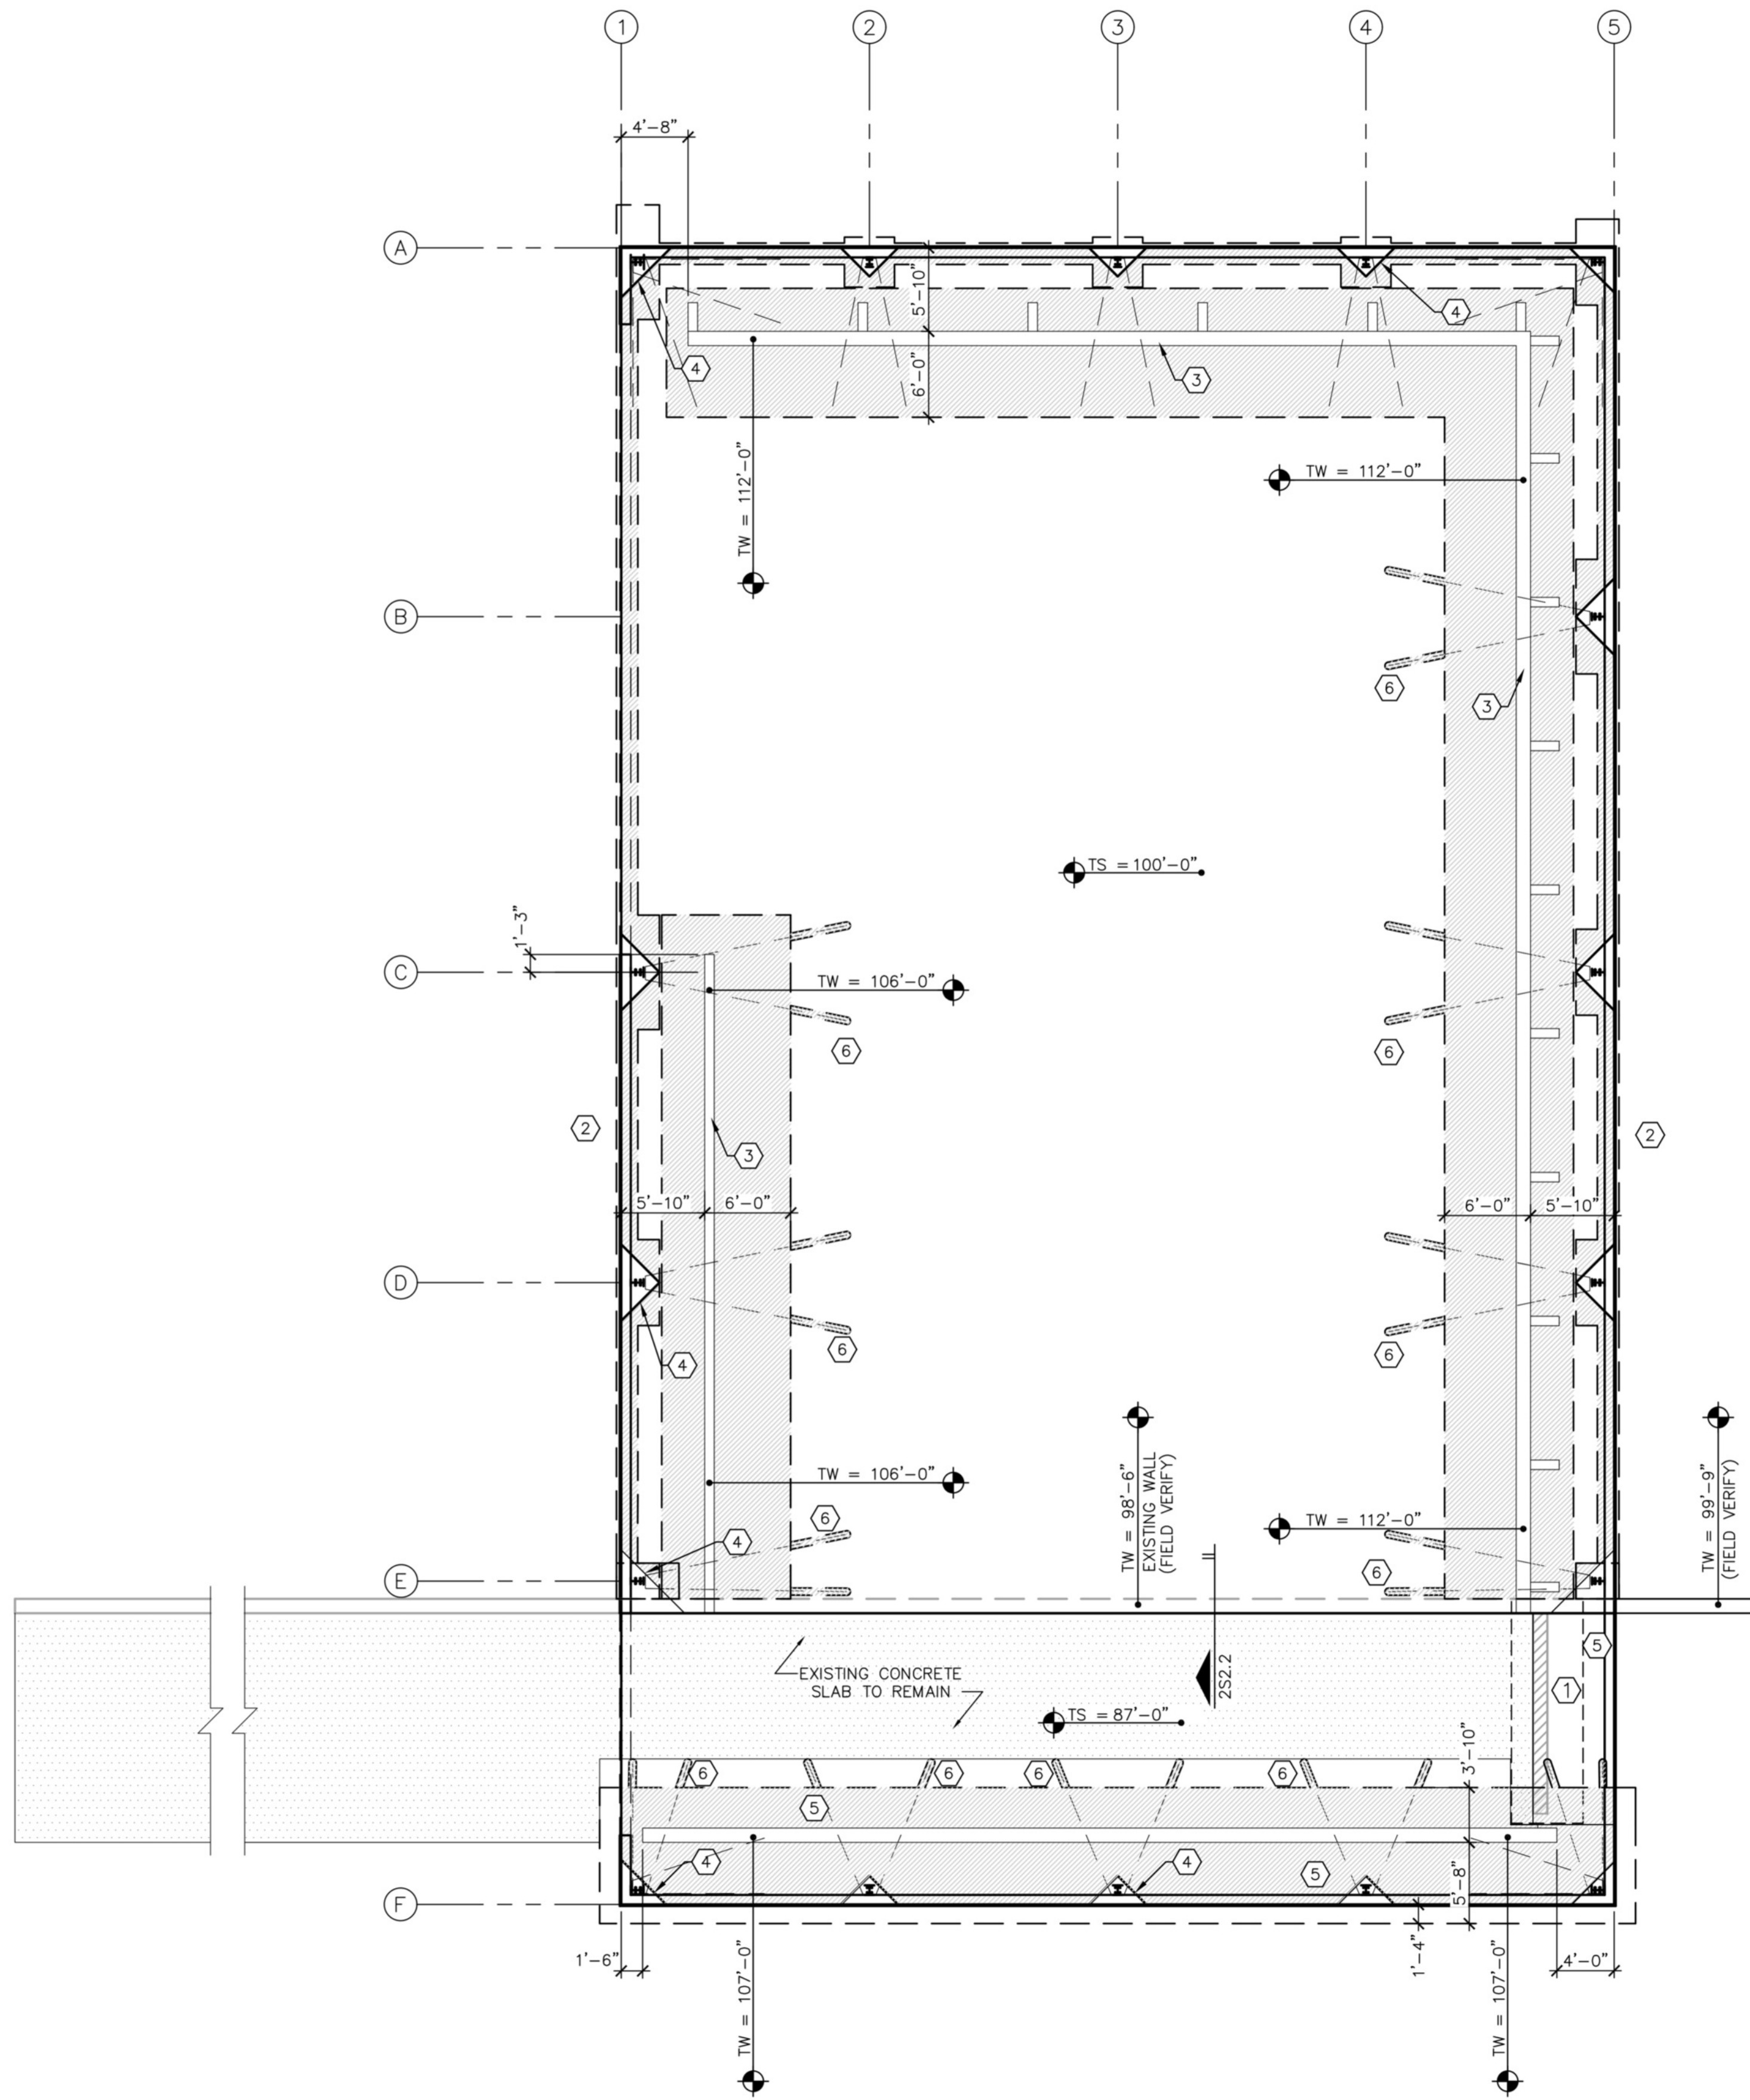 1
2
3
4
5
4'-8"
A
5'-10"
4
4
3
6'-0"
TW = 112'-0"
TW = 112'-0"
B
6
3
TS = 100'-0"
1'-3"
C
TW = 106'-0"
6
6
2
2
3
5'-10"
6'-0"
6'-0"
5'-10"
D
6
6
4
TW = 106'-0"
6
TW = 98'-6"
EXISTING WALL
(FIELD VERIFY)
TW = 112'-0"
TW = 99'-9"
(FIELD VERIFY)
4
6
E
5
EXISTING CONCRETE
SLAB TO REMAIN
2S2.2
1
TS = 87'-0"
3'-10"
6
6
6
6
5
4
4
5
5'-8"
F
1'-6"
1'-4"
4'-0"
TW = 107'-0"
TW = 107'-0"